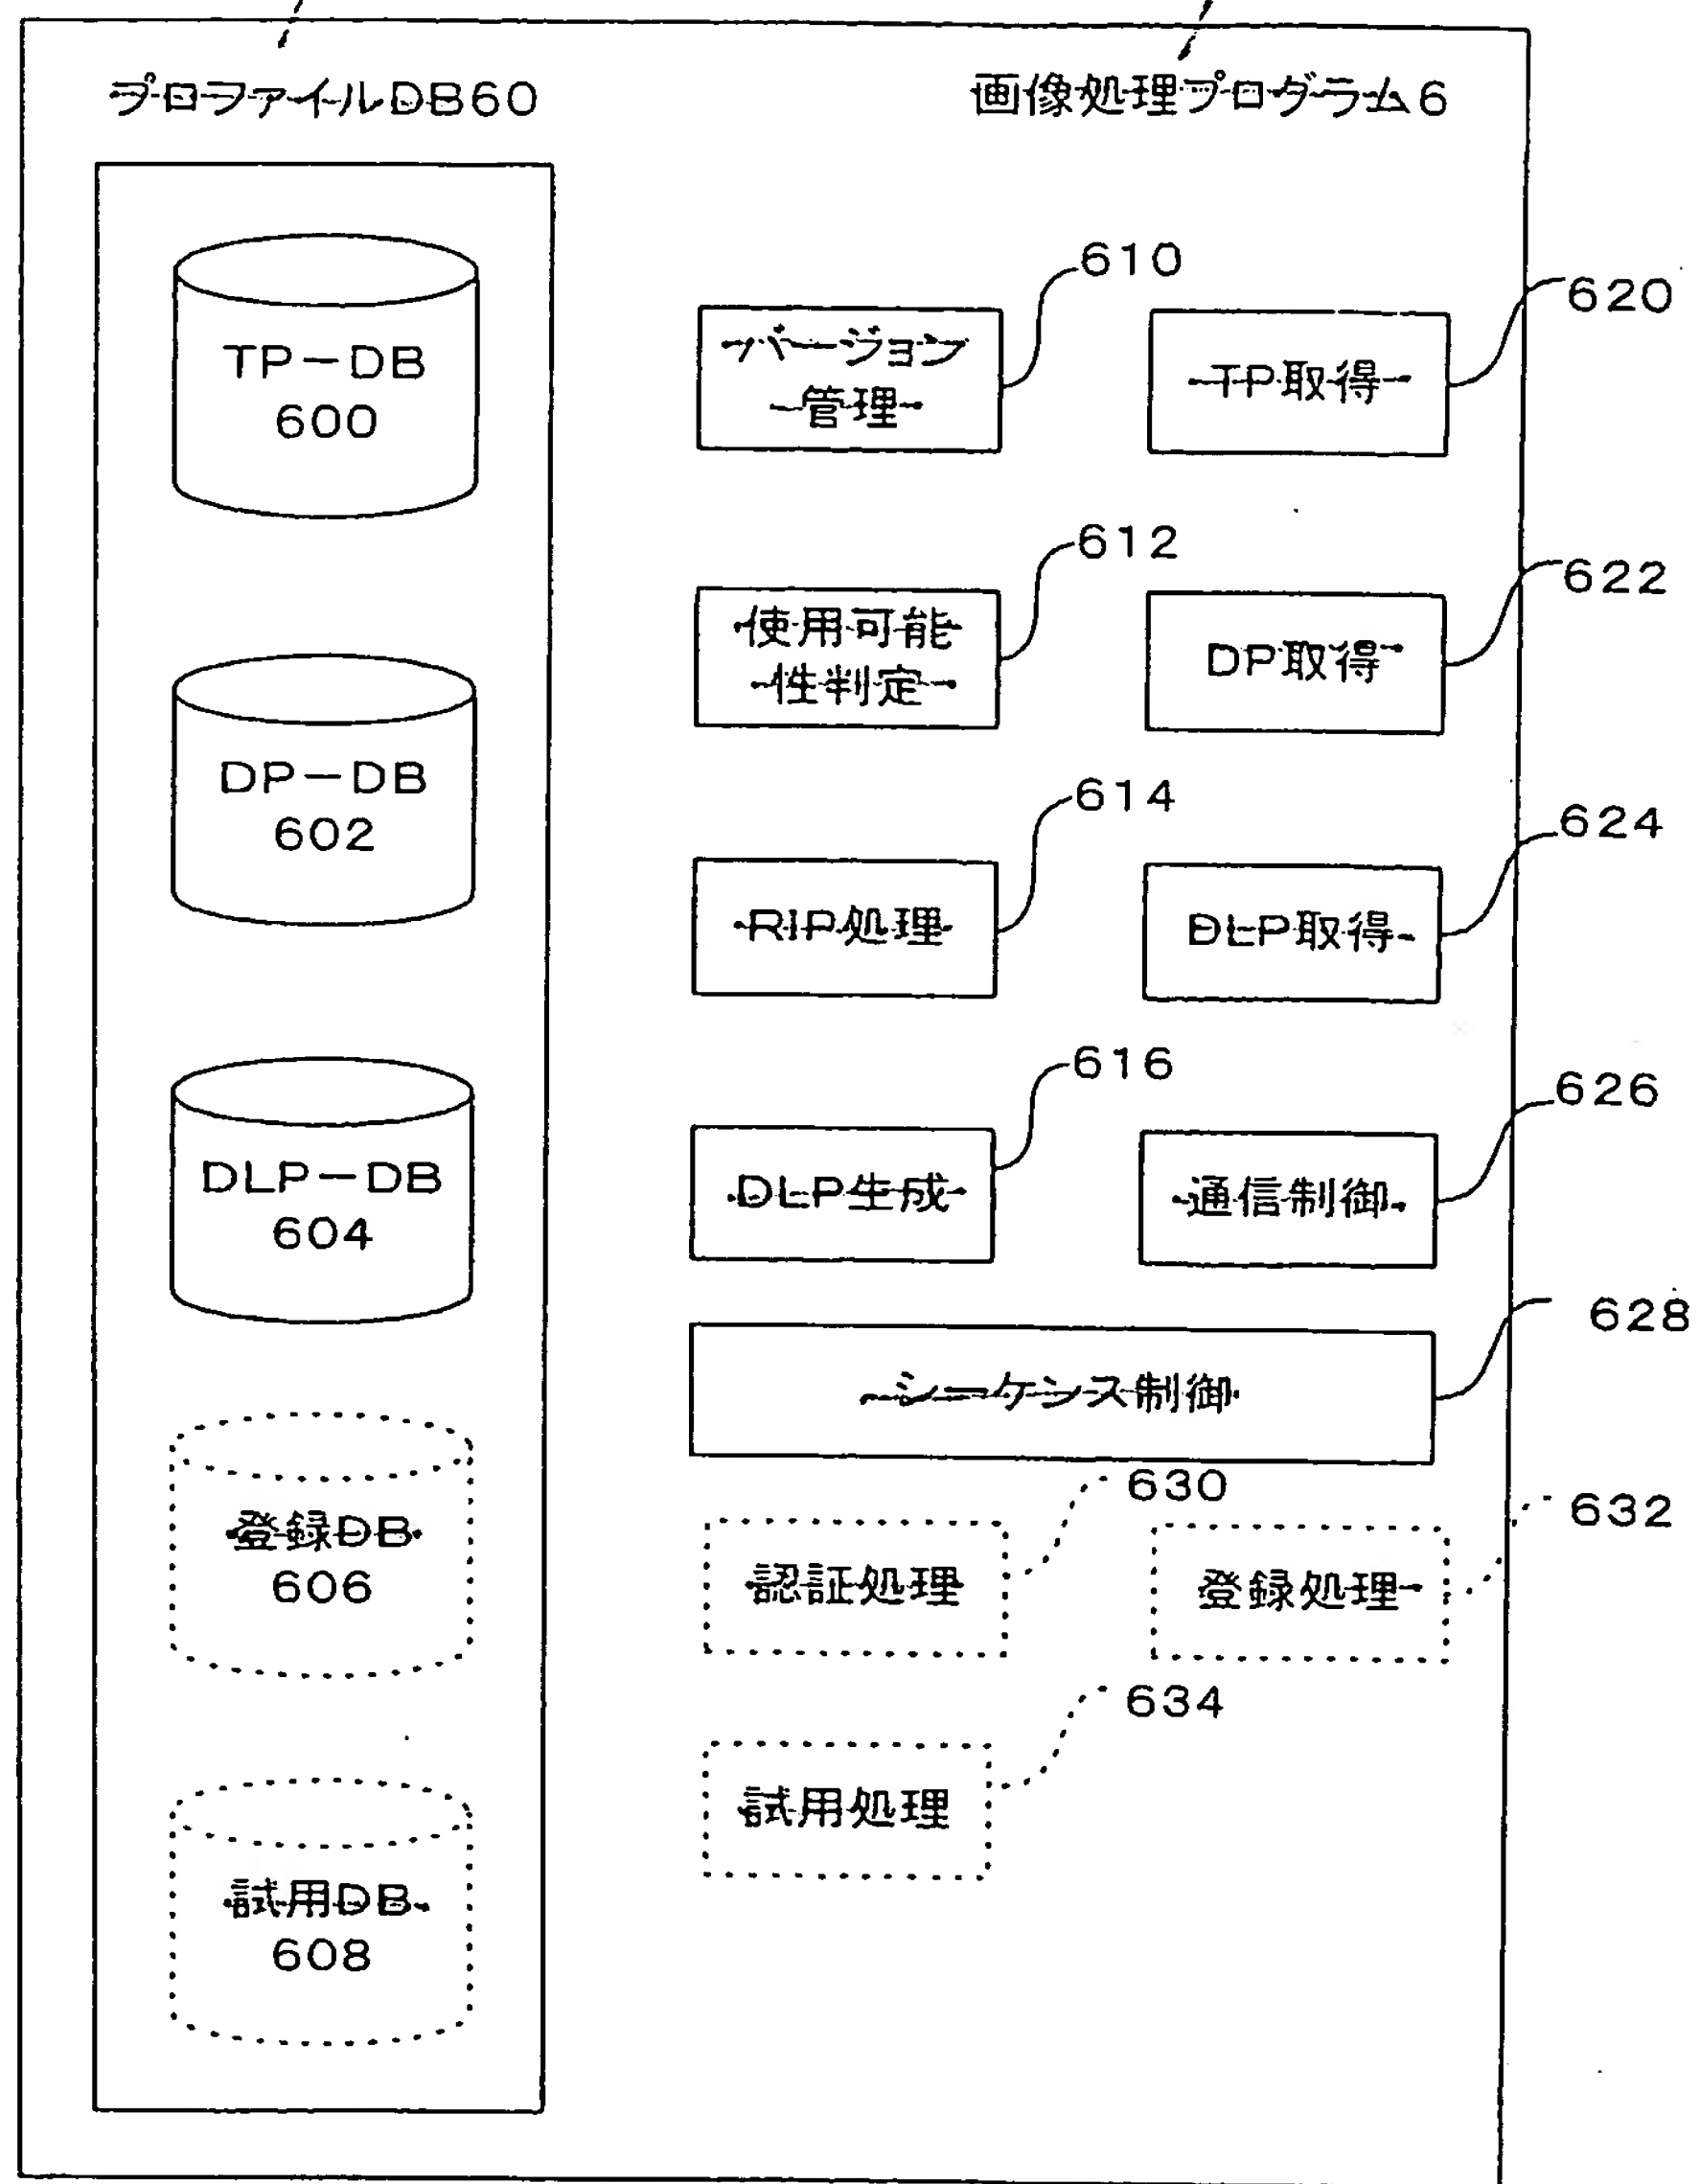 プロファイルDB60
画像処理プログラム6
TP-DB
600
DP-DB
602
DLP-DB
604
登録DB
606
試用DB
608
610
バージョン
管理
620
TP取得
612
使用可能
性判定
622
DP取得
614
RIP処理
624
DLP取得
616
DLP生成
626
通信制御
628
シーケンス制御
630
認証処理
632
登録処理
634
試用処理